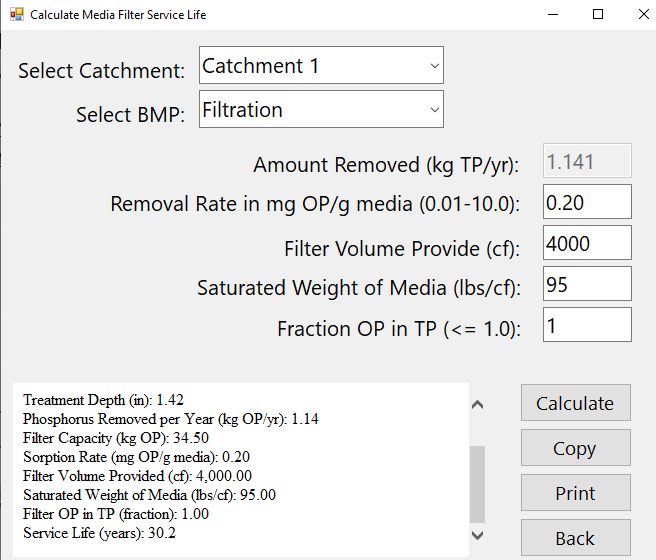 Calculate Media Filter Service Life
Select Catchment: Catchment 1
Select BMP: Filtration
Amount Removed (kg TP/yr): 1.141
Removal Rate in mg OP/g media (0.01-10.0): 0.20
Filter Volume Provide (cf): 4000
Saturated Weight of Media (lbs/cf): 95
Fraction OP in TP (<= 1.0): 1
Treatment Depth (in): 1.42
Phosphorus Removed per Year (kg OP/yr): 1.14
Filter Capacity (kg OP): 34.50
Sorption Rate (mg OP/g media): 0.20
Filter Volume Provided (cf): 4,000.00
Saturated Weight of Media (lbs/cf): 95.00
Filter OP in TP (fraction): 1.00
Service Life (years): 30.2
Calculate
Copy
Print
Back